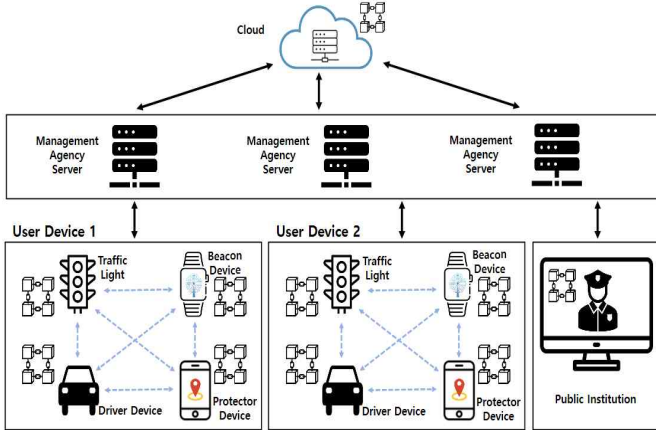 Cloud
Management
Agency
Server
Management
Agency
Server
Management
Agency
Server
User Device 1
Traffic
Light
Beacon
Device
Driver Device
Protector
Device
User Device 2
Traffic
Light
Beacon
Device
Driver Device
Protector
Device
Public Institution